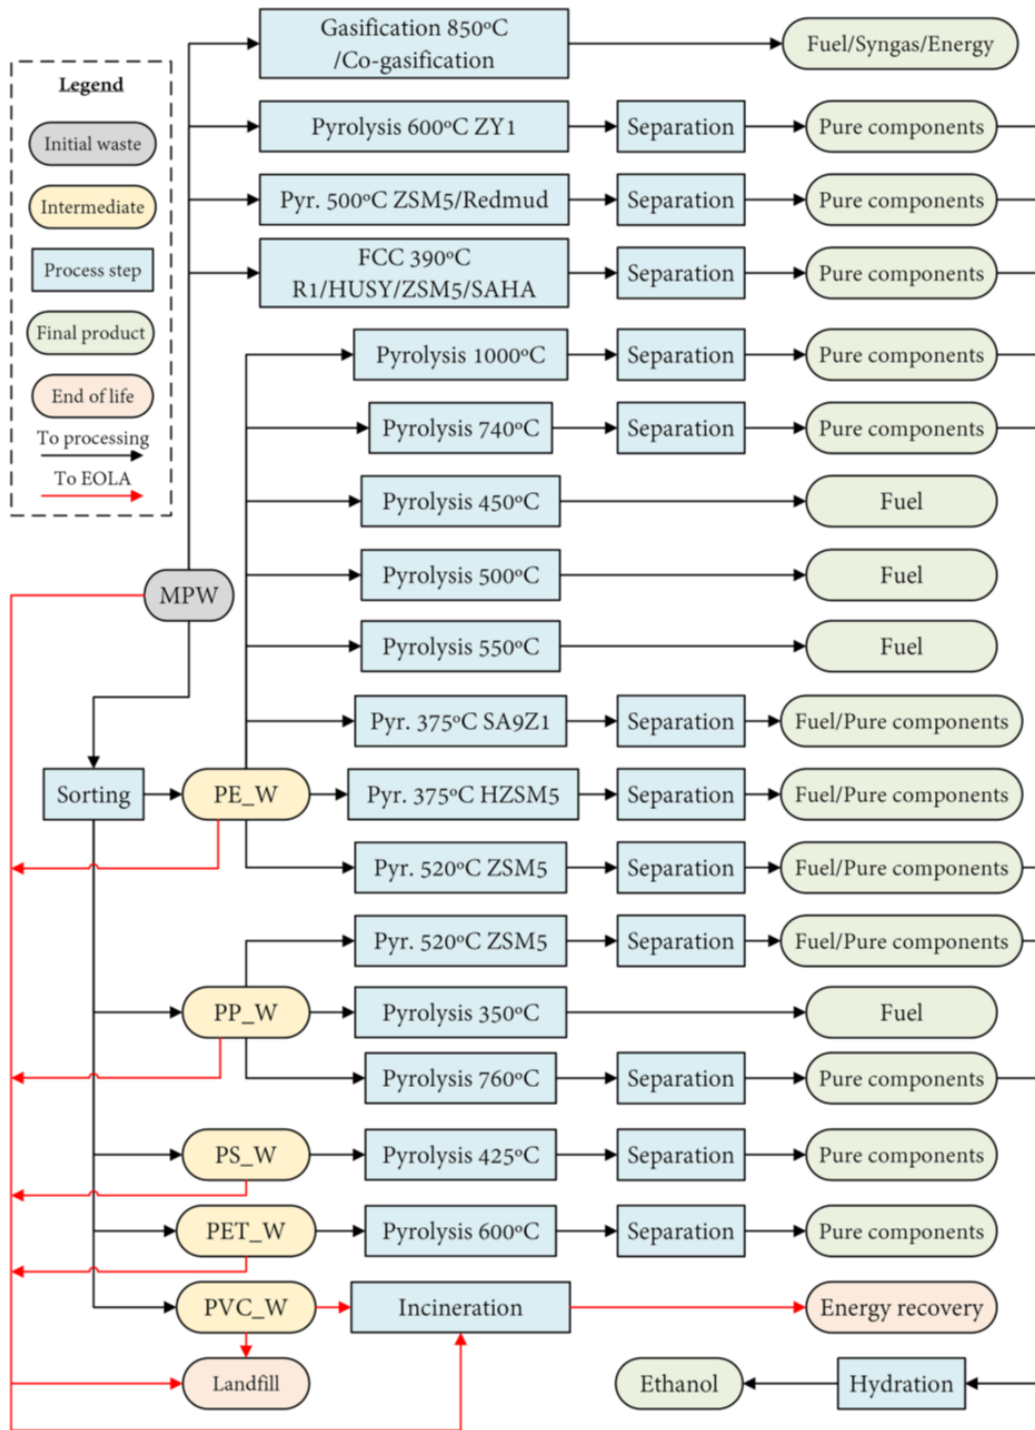 Gasification 850ºC
/Co-gasification
Fuel/Syngas/Energy
Legend
Initial waste
Intermediate
Process step
Final product
End of life
To processing
To EOLA
Pyrolysis 600ºC ZY1
Separation
Pure components
Pyr. 500ºC ZSM5/Redmud
Separation
Pure components
FCC 390ºC
R1/HUSY/ZSM5/SAHA
Separation
Pure components
Pyrolysis 1000ºC
Separation
Pure components
Pyrolysis 740ºC
Separation
Pure components
Pyrolysis 450ºC
Fuel
Pyrolysis 500ºC
Fuel
MPW
Pyrolysis 550ºC
Fuel
Pyr. 375ºC SA9Z1
Separation
Fuel/Pure components
Sorting
PE_W
Pyr. 375ºC HZSM5
Separation
Fuel/Pure components
Pyr. 520ºC ZSM5
Separation
Fuel/Pure components
Pyr. 520ºC ZSM5
Separation
Fuel/Pure components
PP_W
Pyrolysis 350ºC
Fuel
Pyrolysis 760ºC
Separation
Pure components
PS_W
Pyrolysis 425ºC
Separation
Pure components
PET_W
Pyrolysis 600ºC
Separation
Pure components
PVC_W
Incineration
Energy recovery
Landfill
Ethanol
Hydration